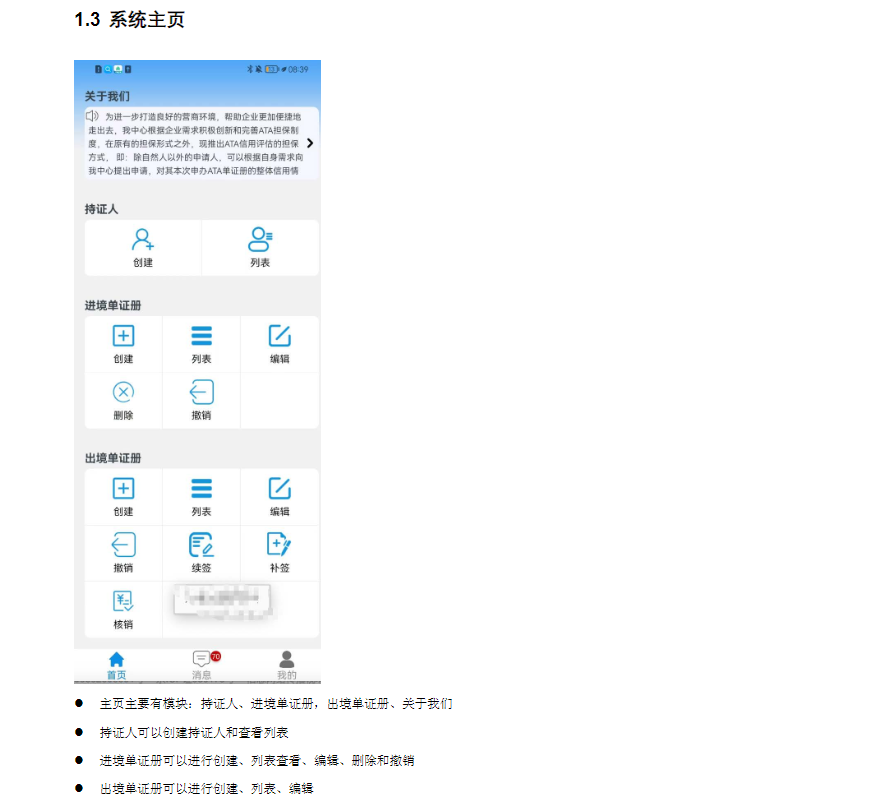 1.3 系统主页
08:39
关于我们
为进一步打造良好的营商环境，帮助企业更加便捷地
走出去，我中心根据企业需求积极创新和完善ATA担保制
度，在原有的担保形式之外，现推出ATA信用评估的担保
方式，即：除自然人以外的申请人，可以根据自身需求向
我中心提出申请，对其本次申办ATA单证册的整体信用情
持证人
创建 列表
进境单证册
创建 列表 编辑
删除 撤销
出境单证册
创建 列表 编辑
撤销 续签 补签
核销
70
首页 消息 我的
● 主页主要有模块：持证人、进境单证册，出境单证册、关于我们
● 持证人可以创建持证人和查看列表
● 进境单证册可以进行创建、列表查看、编辑、删除和撤销
● 出境单证册可以进行创建、列表、编辑